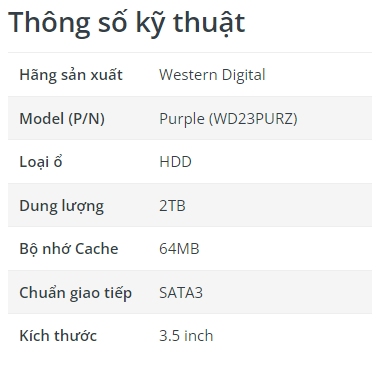 Thông số kỹ thuật
Hãng sản xuất Western Digital
Model (P/N) Purple (WD23PURZ)
Loại ổ HDD
Dung lượng 2TB
Bộ nhớ Cache 64MB
Chuẩn giao tiếp SATA3
Kích thước 3.5 inch